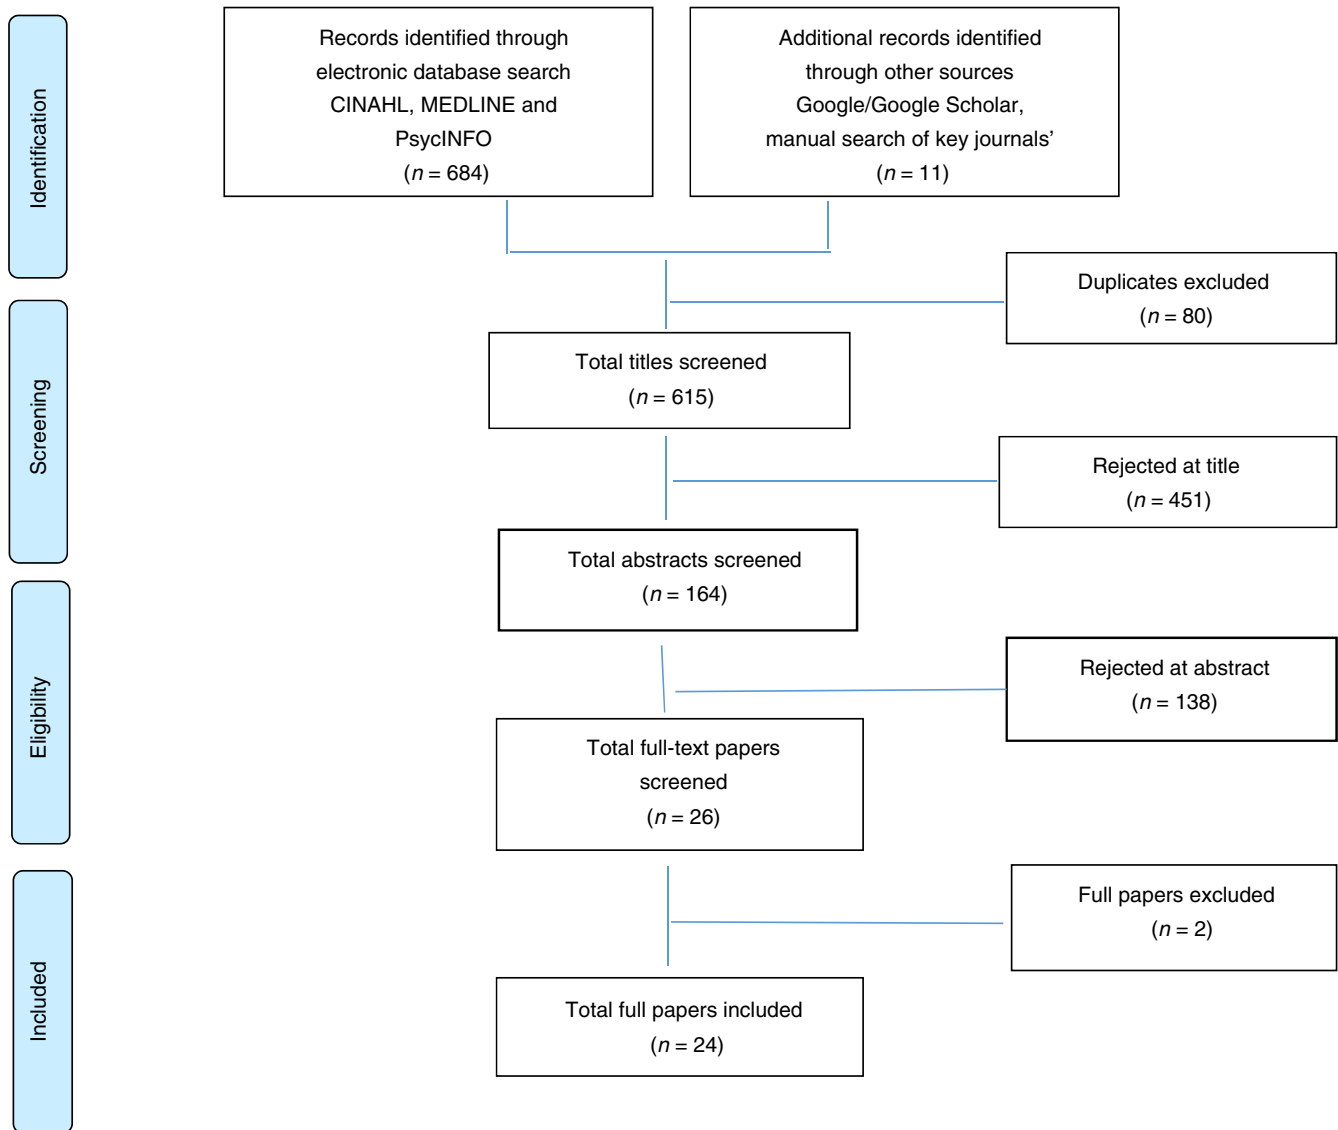 Identification
Records identified through
electronic database search
CINAHL, MEDLINE and
PsycINFO
(n = 684)
Additional records identified
through other sources
Google/Google Scholar,
manual search of key journals’
(n = 11)
Duplicates excluded
(n = 80)
Screening
Total titles screened
(n = 615)
Rejected at title
(n = 451)
Total abstracts screened
(n = 164)
Eligibility
Rejected at abstract
(n = 138)
Total full-text papers
screened
(n = 26)
Included
Full papers excluded
(n = 2)
Total full papers included
(n = 24)